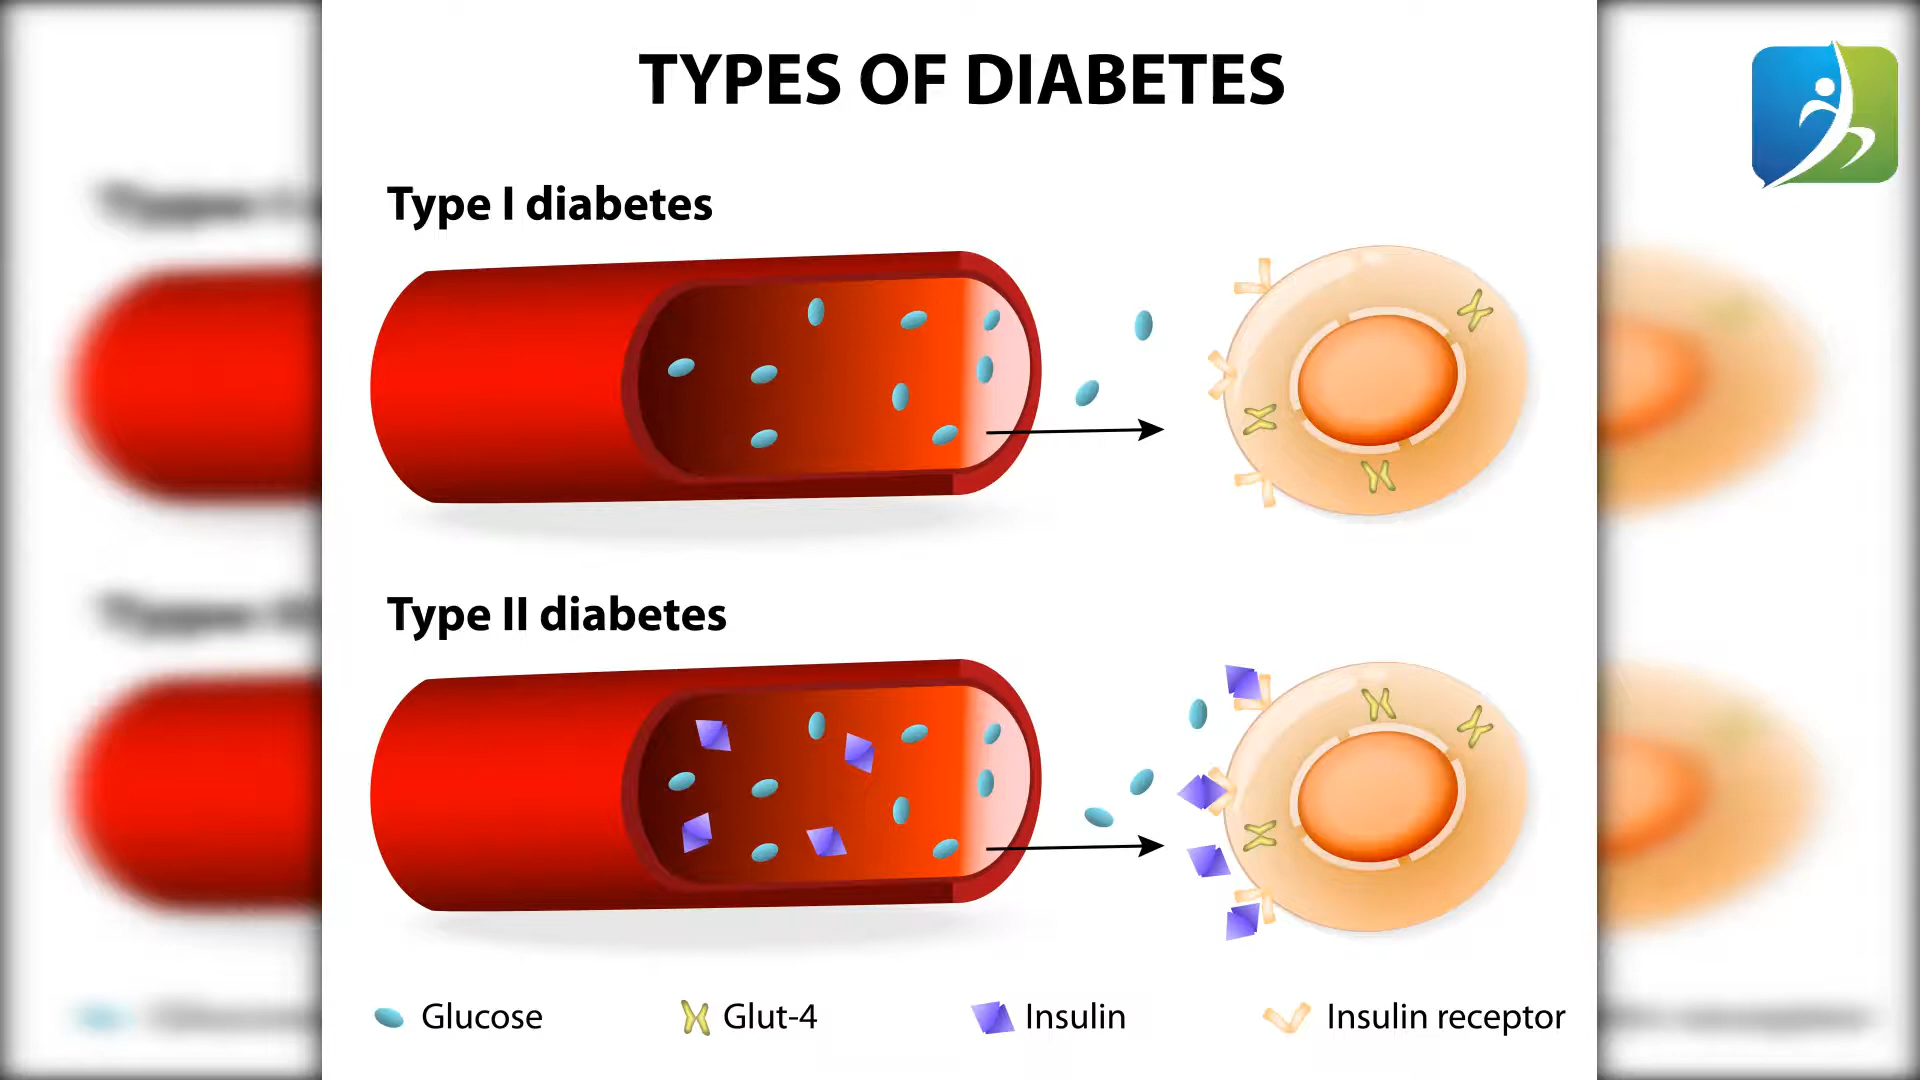 TYPES OF DIABETES
Type I diabetes
Type II diabetes
Glucose
Glut-4
Insulin
Insulin receptor